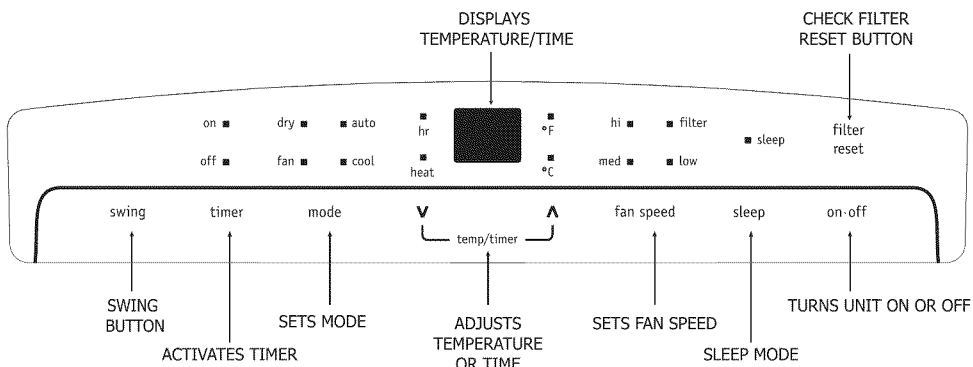 DISPLAYS
TEMPERATURE/TIME
CHECK FILTER
RESET BUTTON
on
dry
auto
hr
°F
hi
filter
sleep
filter
reset
off
fan
cool
heat
°C
med
low
swing
timer
mode
V
Λ
temp/timer
fan speed
sleep
on·off
SWING
BUTTON
ACTIVATES TIMER
SETS MODE
ADJUSTS
TEMPERATURE
OR TIME
SETS FAN SPEED
SLEEP MODE
TURNS UNIT ON OR OFF